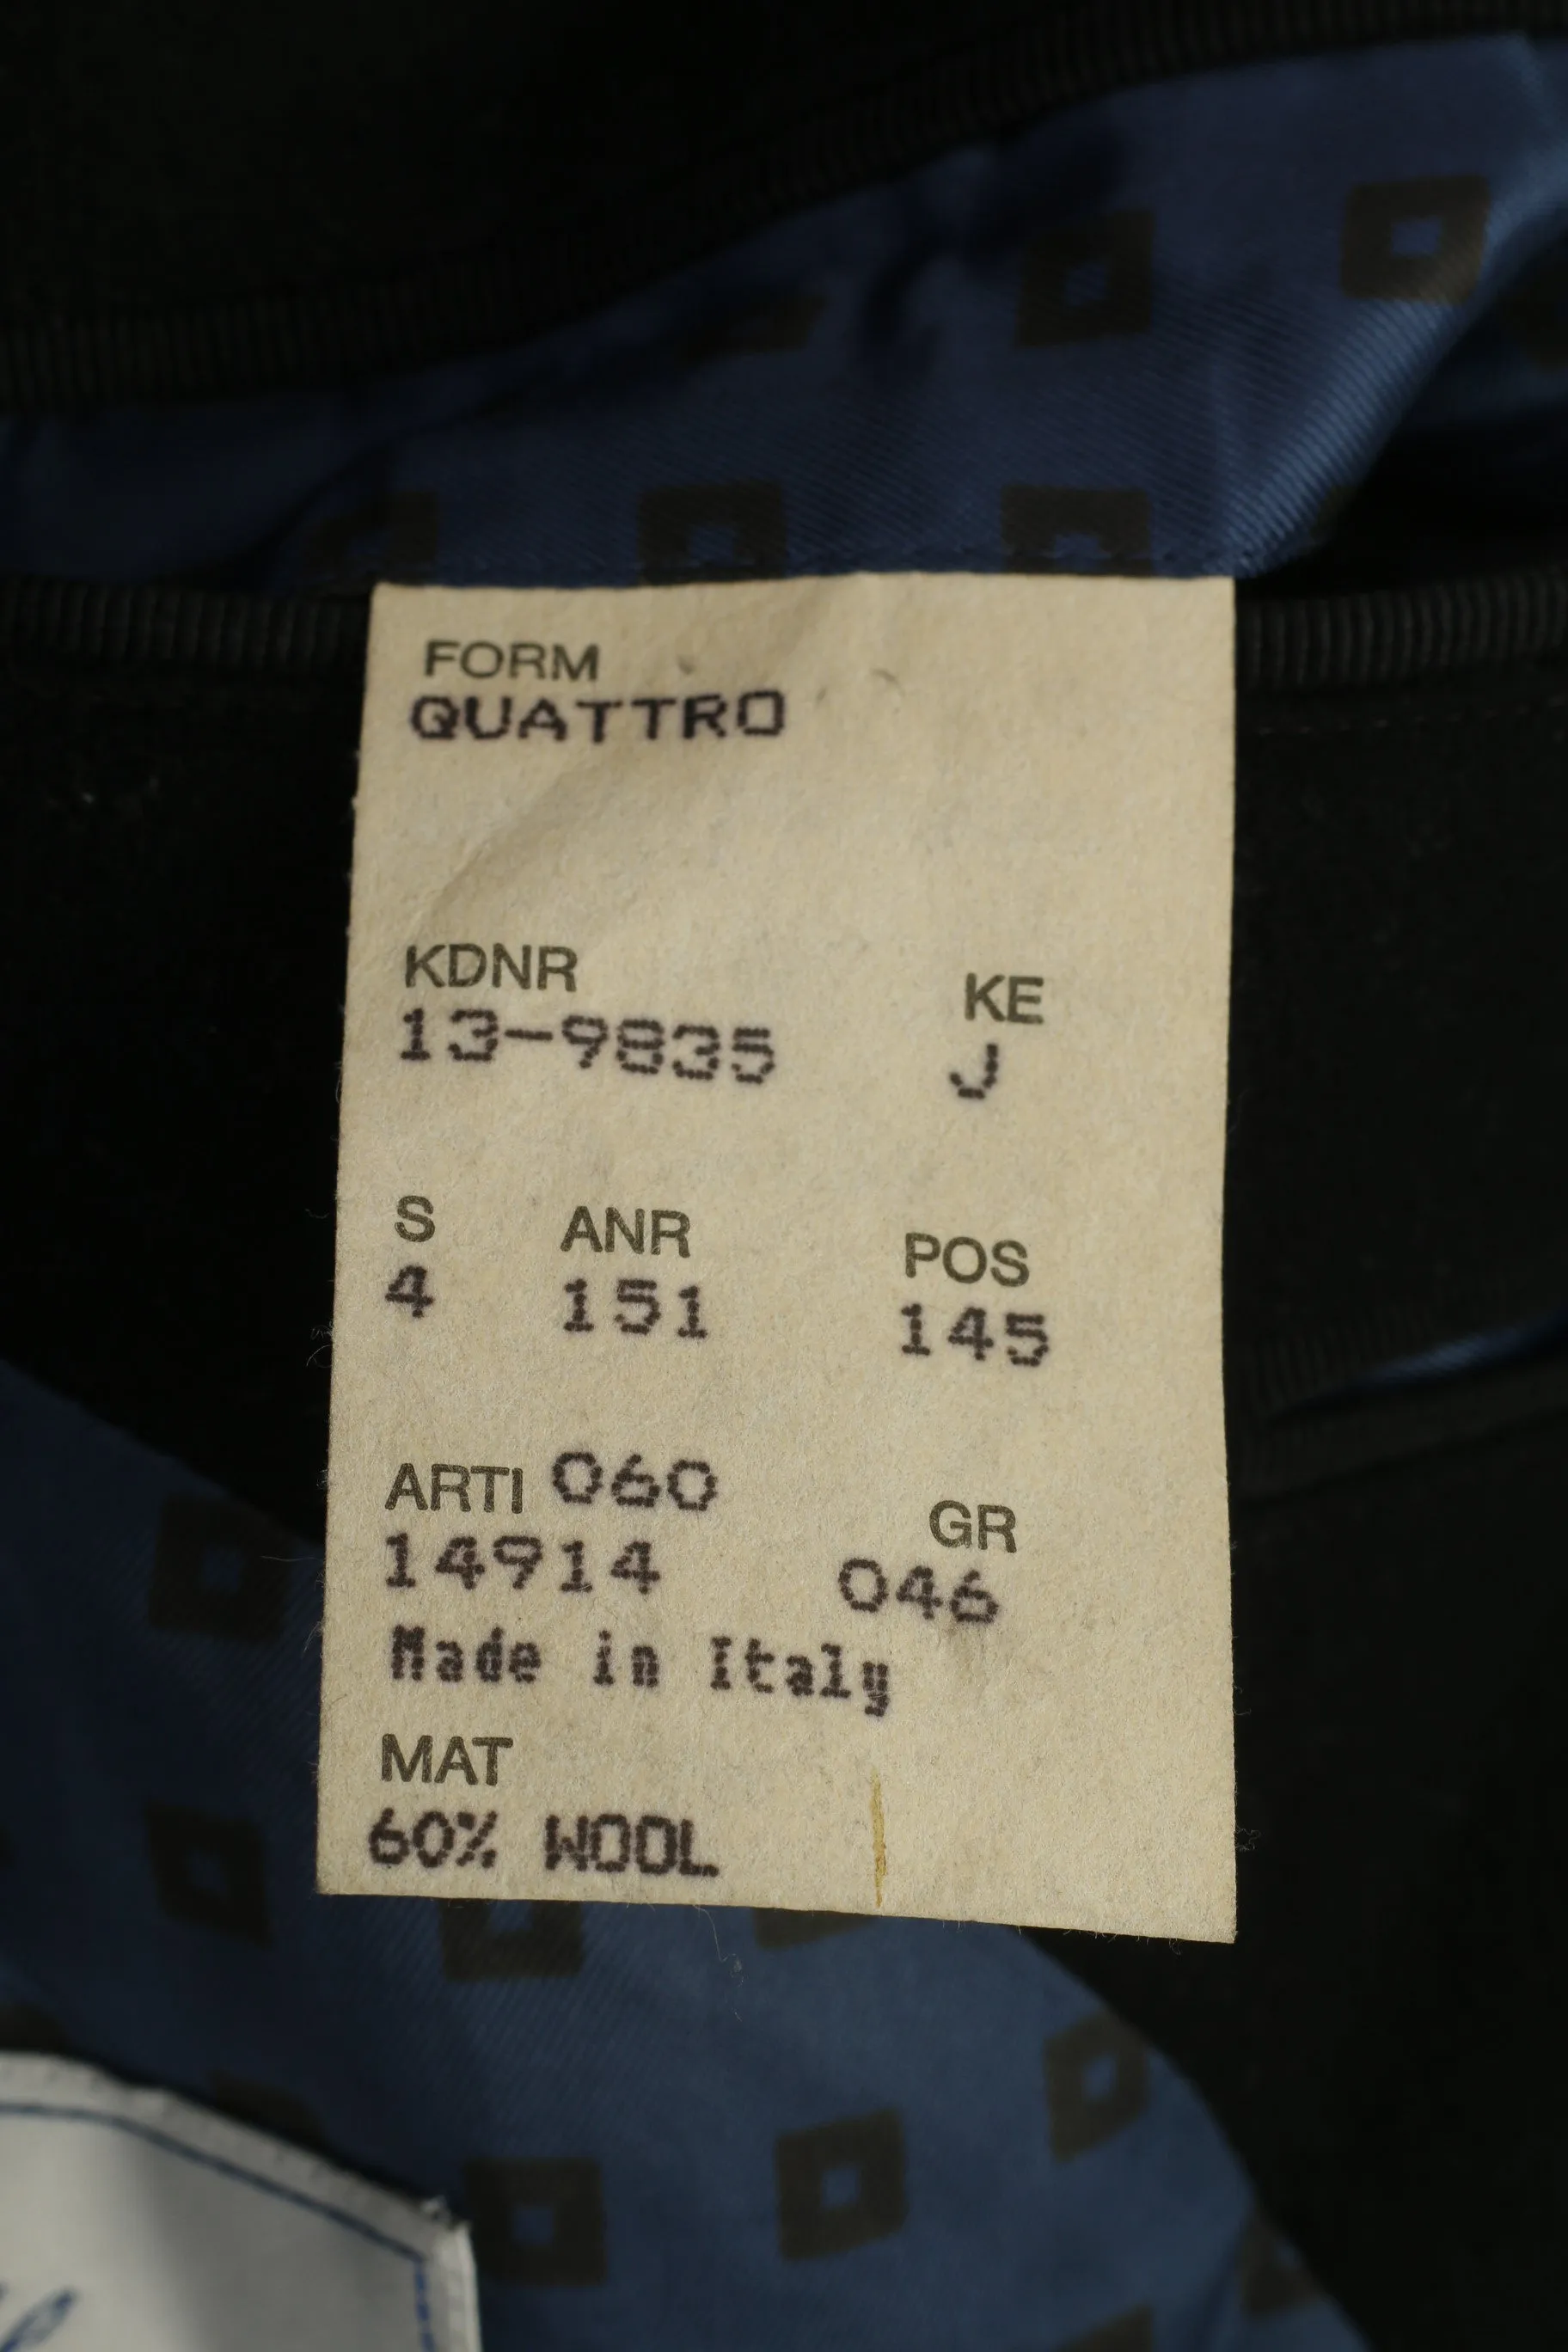 FORM
QUATTRO
KDNR KE
13-9835 J
S ANR POS
4 151 145
ARTI 060 GR
14914 046
Made in Italy
MAT
60% WOOL